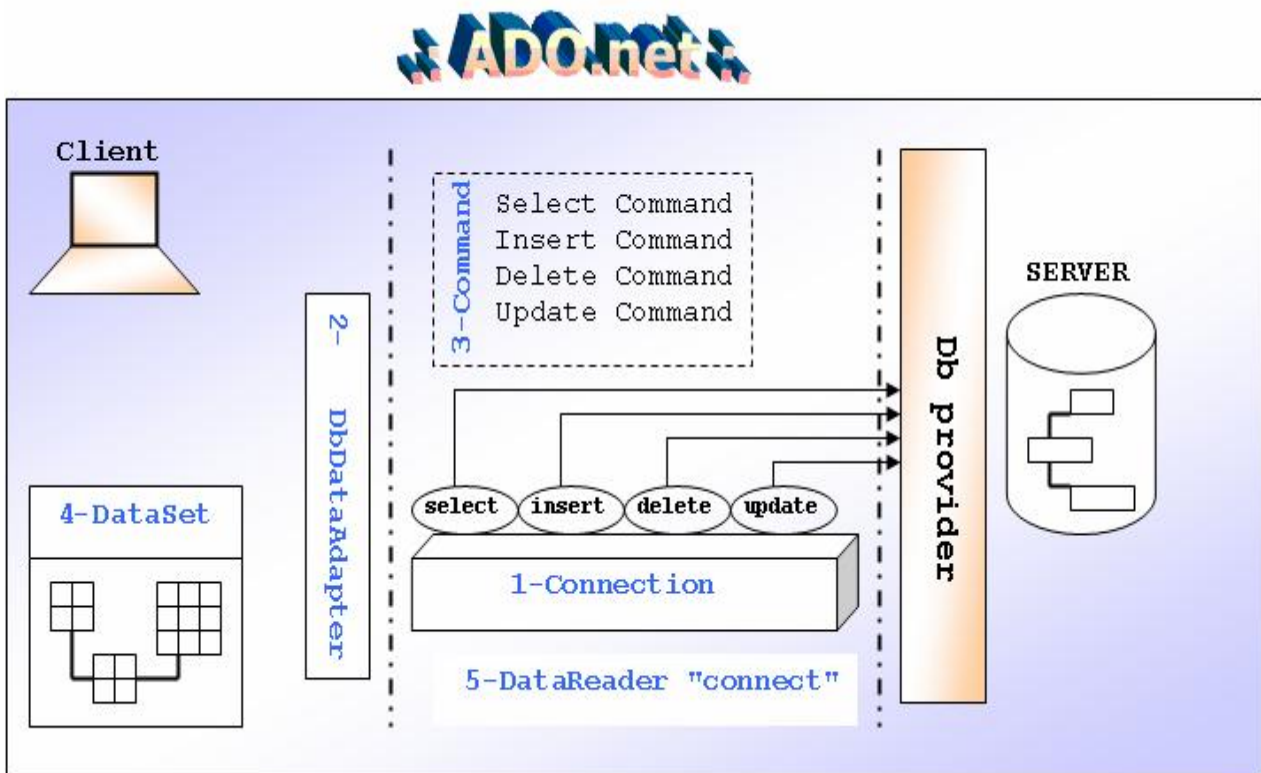 .: ADO.net :.
Client
3-Command
Select Command
Insert Command
Delete Command
Update Command
SERVER
2- DbDataAdapter
Db provider
select
insert
delete
update
4-DataSet
1-Connection
5-DataReader "connect"